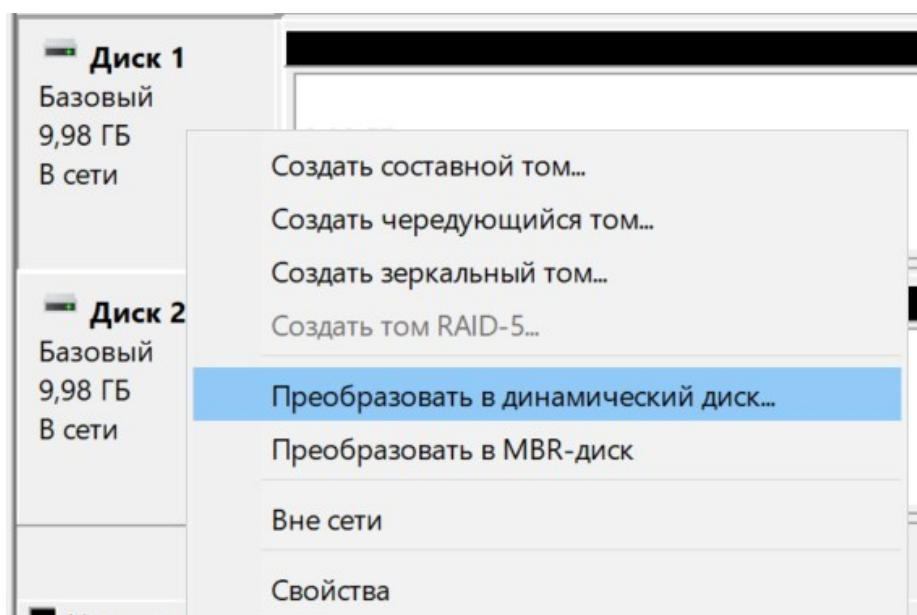 Диск 1
Базовый
9,98 ГБ
В сети
Создать составной том...
Создать чередующийся том...
Создать зеркальный том...
Создать том RAID-5...
Преобразовать в динамический диск...
Преобразовать в MBR-диск
Вне сети
Свойства
Диск 2
Базовый
9,98 ГБ
В сети